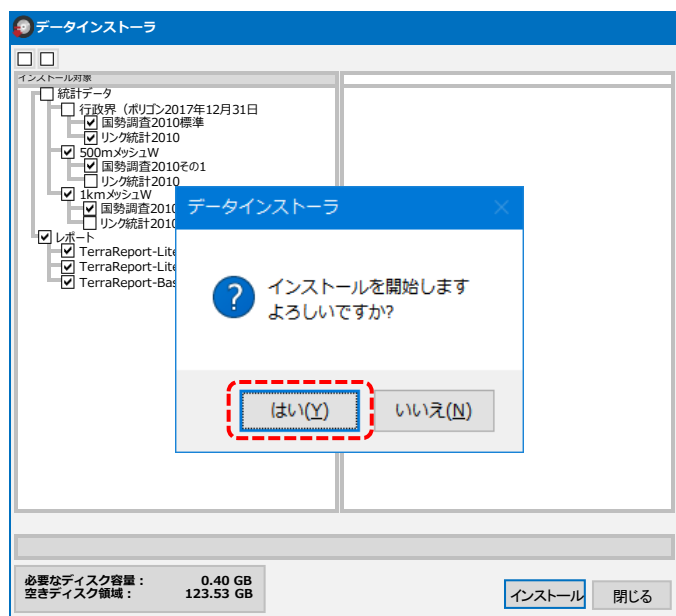 データインストーラ
インストール対象
統計データ
行政界（ポリゴン2017年12月31日
国勢調査2010標準
リンク統計2010
500mメッシュW
国勢調査2010その1
リンク統計2010
1kmメッシュW
国勢調査2010
リンク統計2010
レポート
TerraReport-Lite
TerraReport-Lite
TerraReport-Bas
データインストーラ
インストールを開始します
よろしいですか?
はい(Y) いいえ(N)
必要なディスク容量： 0.40 GB
空きディスク領域： 123.53 GB
インストール 閉じる